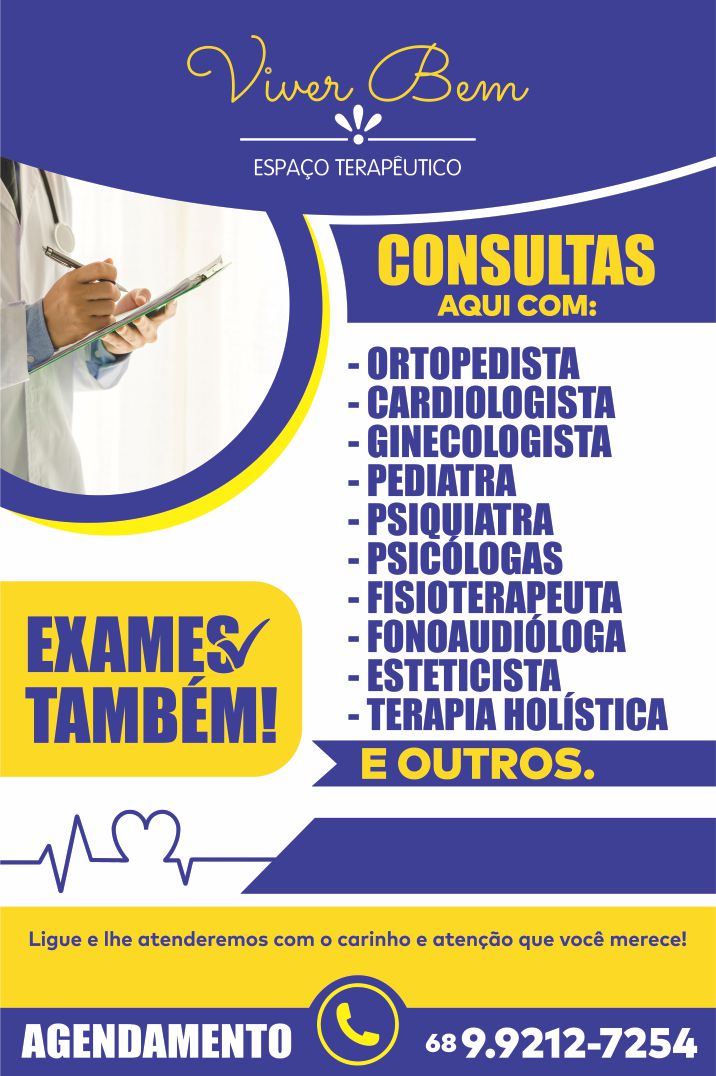 Viver Bem
ESPAÇO TERAPÊUTICO
CONSULTAS
AQUI COM:
- ORTOPEDISTA
- CARDIOLOGISTA
- GINECOLOGISTA
- PEDIATRA
- PSIQUIATRA
- PSICÓLOGAS
- FISIOTERAPEUTA
- FONOAUDIÓLOGA
- ESTETICISTA
- TERAPIA HOLÍSTICA
E OUTROS.
EXAMES
TAMBÉM!
Ligue e lhe atenderemos com o carinho e atenção que você merece!
AGENDAMENTO
68 9.9212-7254